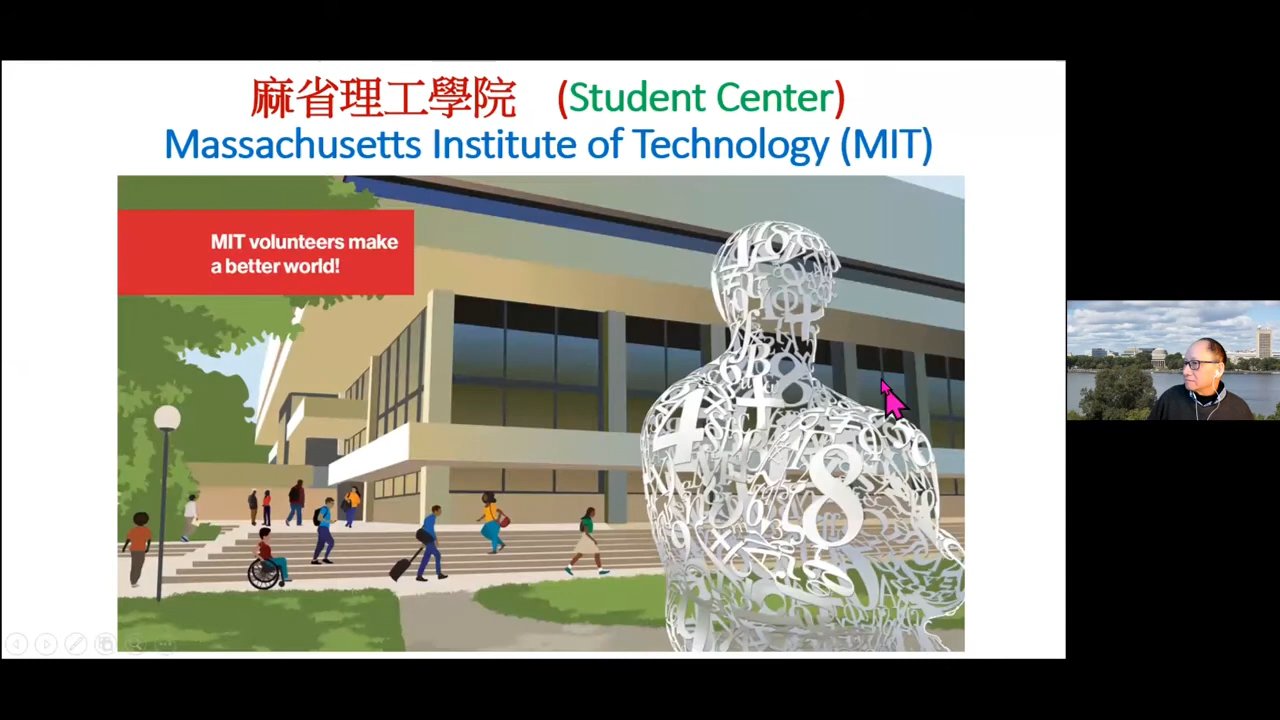 麻省理工學院 (Student Center)
Massachusetts Institute of Technology (MIT)
MIT volunteers make
a better world!